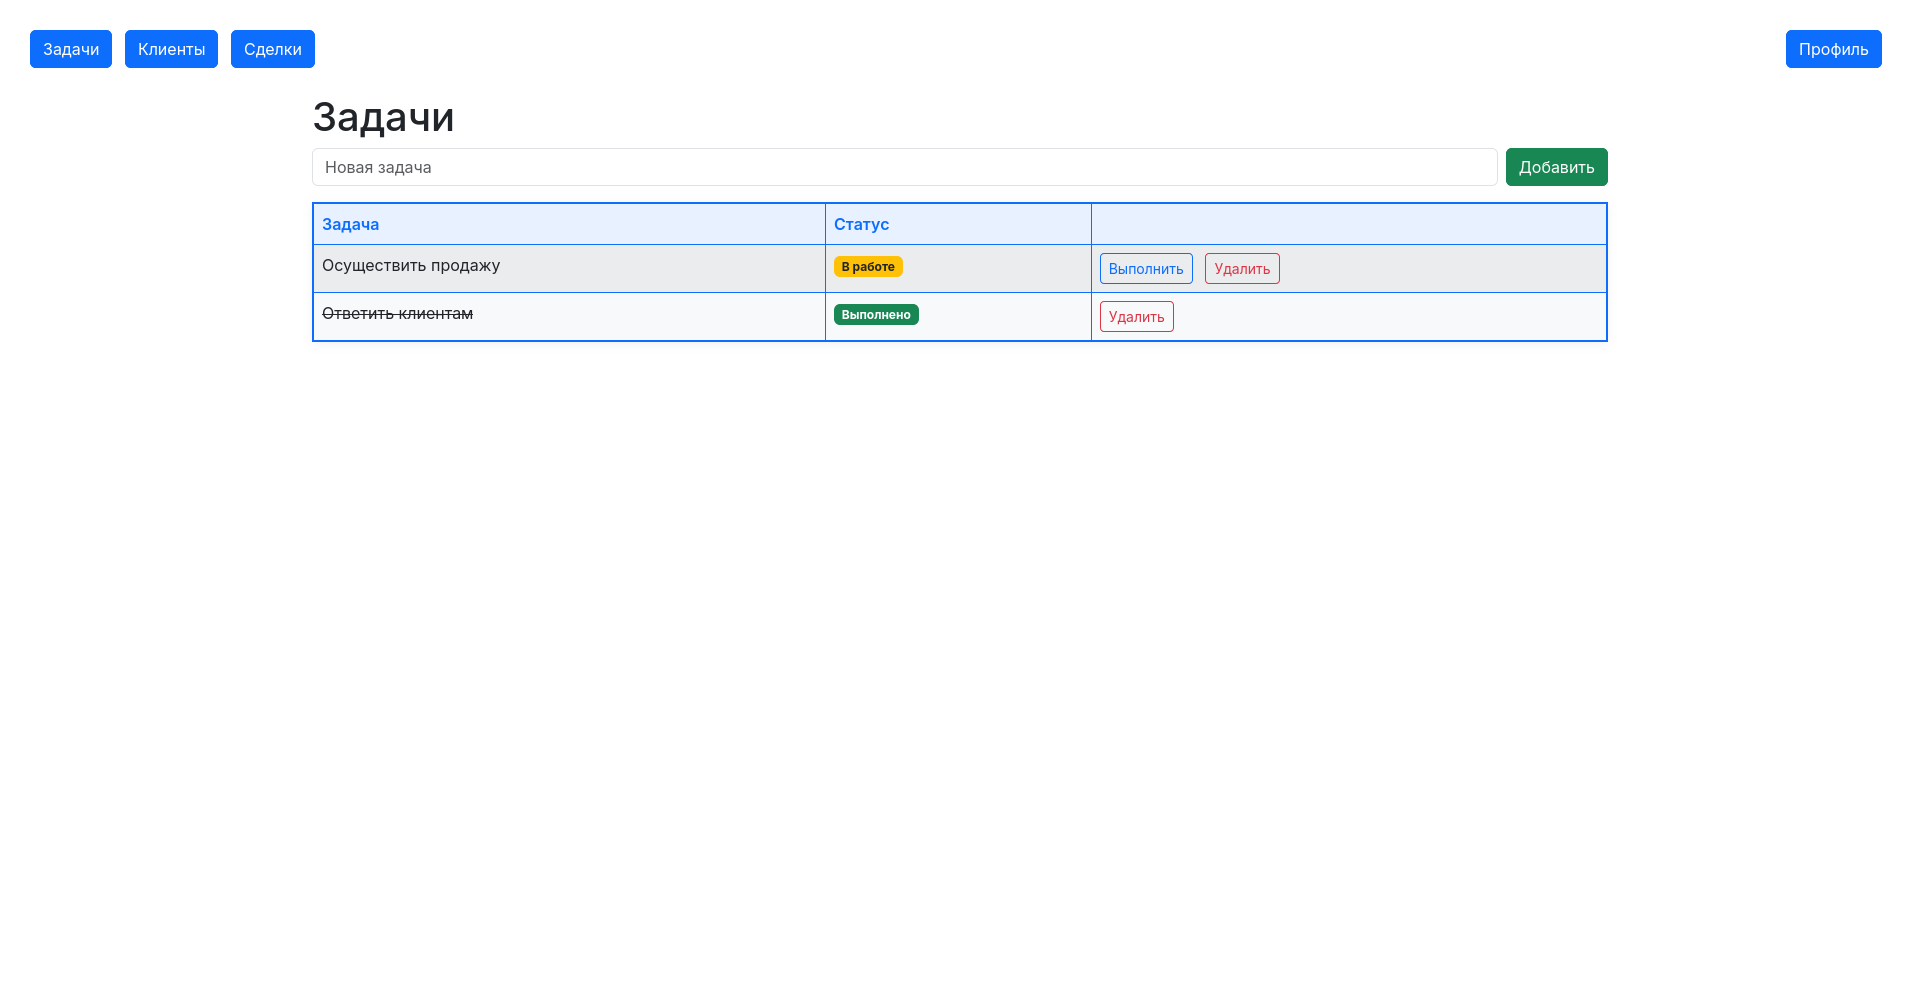 Задачи Клиенты Сделки Профиль
Задачи
Новая задача Добавить
Задача Статус
Осуществить продажу В работе Выполнить Удалить
Ответить клиентам Выполнено Удалить